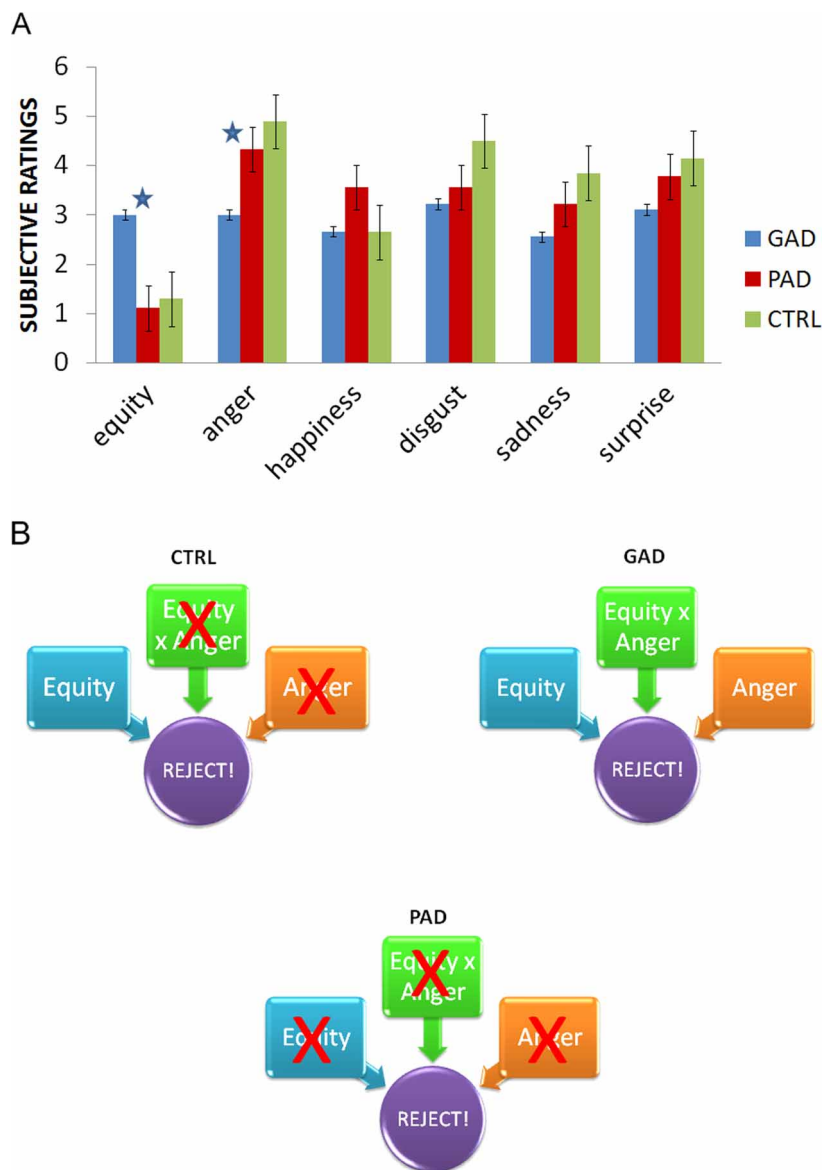 A
SUBJECTIVE RATINGS
6
5
4
3
2
1
0
equity
anger
happiness
disgust
sadness
surprise
GAD
PAD
CTRL
B
CTRL
Equity
x Anger
X
Equity
Anger
X
REJECT!
GAD
Equity x
Anger
Equity
Anger
REJECT!
PAD
Equity x
Anger
X
Equity
X
Anger
X
REJECT!